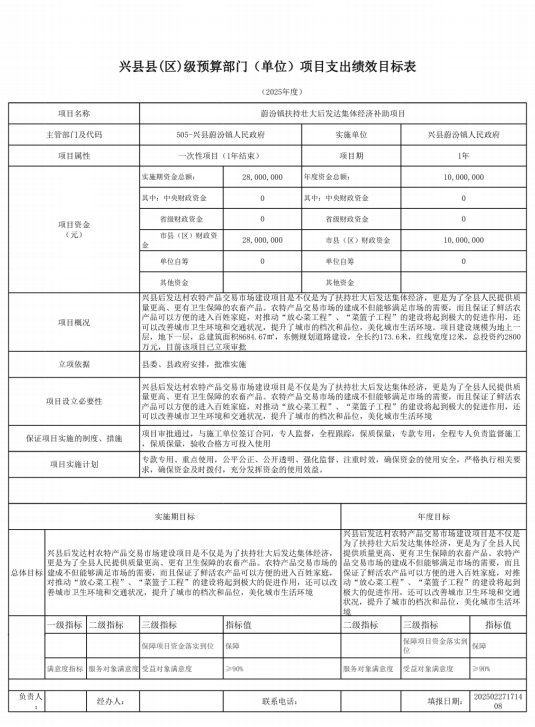 兴县县(区)级预算部门（单位）项目支出绩效目标表
（2025年度）
项目名称 蔚汾镇扶持壮大后发达集体经济补助项目
主管部门及代码 505-兴县蔚汾镇人民政府 实施单位 兴县蔚汾镇人民政府
项目属性 一次性项目（1年结束） 项目期 1年
项目资金
（元）
实施期资金总额: 28,000,000 年度资金总额: 10,000,000
其中：中央财政资金 0 其中：中央财政资金 0
省级财政资金 0 省级财政资金 0
市县（区）财政资
金 28,000,000 市县（区）财政资金 10,000,000
单位自筹 0 单位自筹 0
其他资金 其他资金
项目概况
兴县后发达村农特产品交易市场建设项目是不仅是为了扶持壮大后发达集体经济，更是为了全县人民提供质
量更高、更有卫生保障的农畜产品。农特产品交易市场的建成不但能够满足市场的需要，而且保证了鲜活农
产品可以方便的进入百姓家庭，对推动“放心菜工程”、“菜篮子工程”的建设将起到极大的促进作用，还
可以改善城市卫生环境和交通状况，提升了城市的档次和品位，美化城市生活环境。项目建设规模为地上一
层，地下一层，总建筑面积8684.67㎡，东侧规划道路建设，全长约173.6米，红线宽度12米，总投资约2800
万元，目前该项目已立项审批
立项依据 县委、县政府安排，批准实施
项目设立必要性
兴县后发达村农特产品交易市场建设项目是不仅是为了扶持壮大后发达集体经济，更是为了全县人民提供质
量更高、更有卫生保障的农畜产品。农特产品交易市场的建成不但能够满足市场的需要，而且保证了鲜活农
产品可以方便的进入百姓家庭，对推动“放心菜工程”、“菜篮子工程”的建设将起到极大的促进作用，还
可以改善城市卫生环境和交通状况，提升了城市的档次和品位，美化城市生活环境
保证项目实施的制度、措施
项目审批通过，与施工单位签订合同，专人监督，全程跟踪，保质保量，专款专用，全程专人负责监督施工
，保质保量，验收合格方可投入使用
项目实施计划
专款专用、重点使用，公平公正、公开透明、强化监督、注重时效，确保资金的使用安全，严格执行相关要
求，确保资金及时拨付，充分发挥资金的使用效益。
实施期目标 年度目标
总体目标
兴县后发达村农特产品交易市场建设项目是不仅是为了扶持壮大后发达集体经济，
更是为了全县人民提供质量更高、更有卫生保障的农畜产品。农特产品交易市场的
建成不但能够满足市场的需要，而且保证了鲜活农产品可以方便的进入百姓家庭，
对推动“放心菜工程”、“菜篮子工程”的建设将起到极大的促进作用，还可以改
善城市卫生环境和交通状况，提升了城市的档次和品位，美化城市生活环境
兴县后发达村农特产品交易市场建设项目是不仅是
为了扶持壮大后发达集体经济，更是为了全县人民
提供质量更高、更有卫生保障的农畜产品。农特产
品交易市场的建成不但能够满足市场的需要，而且
保证了鲜活农产品可以方便的进入百姓家庭，对推
动“放心菜工程”、“菜篮子工程”的建设将起到
极大的促进作用，还可以改善城市卫生环境和交通
状况，提升了城市的档次和品位，美化城市生活环
境
一级指标 二级指标 三级指标 指标值 二级指标 三级指标 指标值
保障项目资金落实到位 保障 保障项目资金落实到
位 保障
满意度指标 服务对象满意度 受益对象满意度 ≥90% 服务对象满意度 受益对象满意度 ≥90%
负责人
： 经办人： 联系电话： 填报日期： 202502271714
08